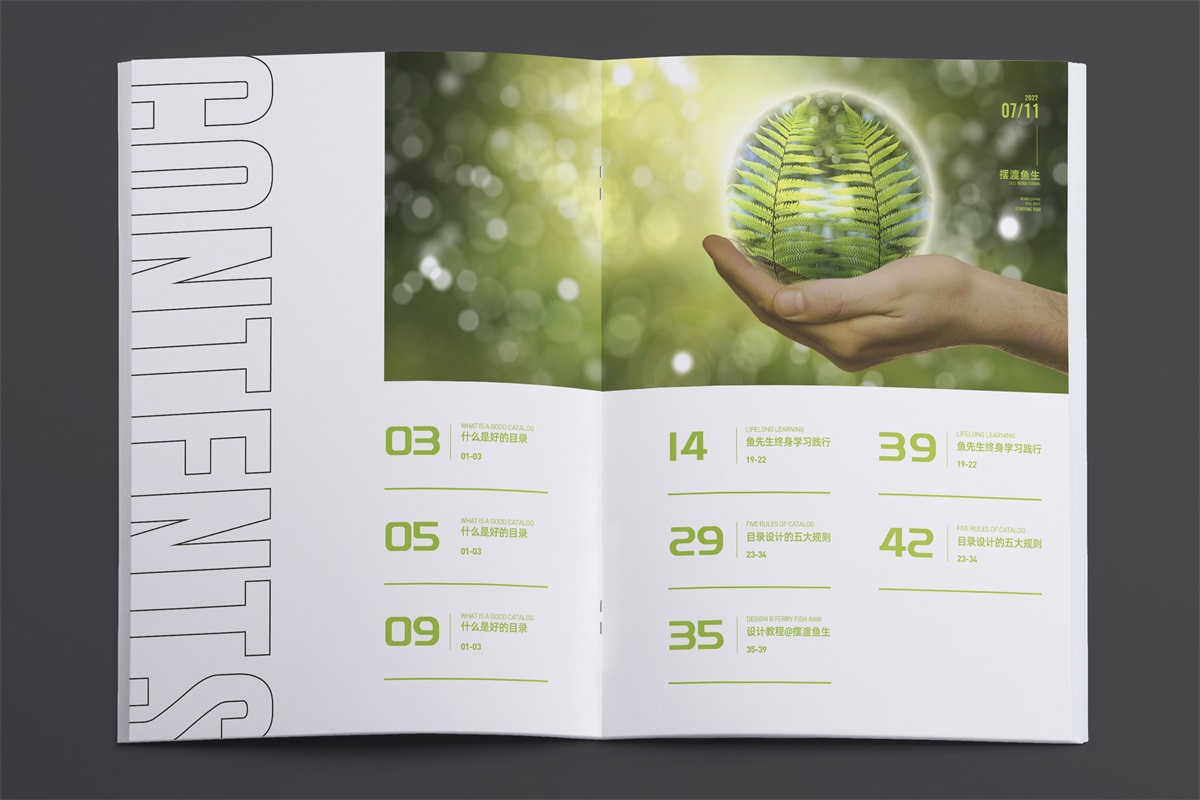 CONTENTS
2022
07/11
摆渡鱼生
03
WHAT IS A GOOD CATALOG
什么是好的目录
01-03
05
WHAT IS A GOOD CATALOG
什么是好的目录
01-03
09
WHAT IS A GOOD CATALOG
什么是好的目录
01-03
14
LIFELONG LEARNING
鱼先生终身学习践行
19-22
29
FIVE RULES OF CATALOG
目录设计的五大规则
23-34
35
DESIGN @ FERRY FISH RAW
设计教程@摆渡鱼生
35-39
39
LIFELONG LEARNING
鱼先生终身学习践行
19-22
42
FIVE RULES OF CATALOG
目录设计的五大规则
23-34